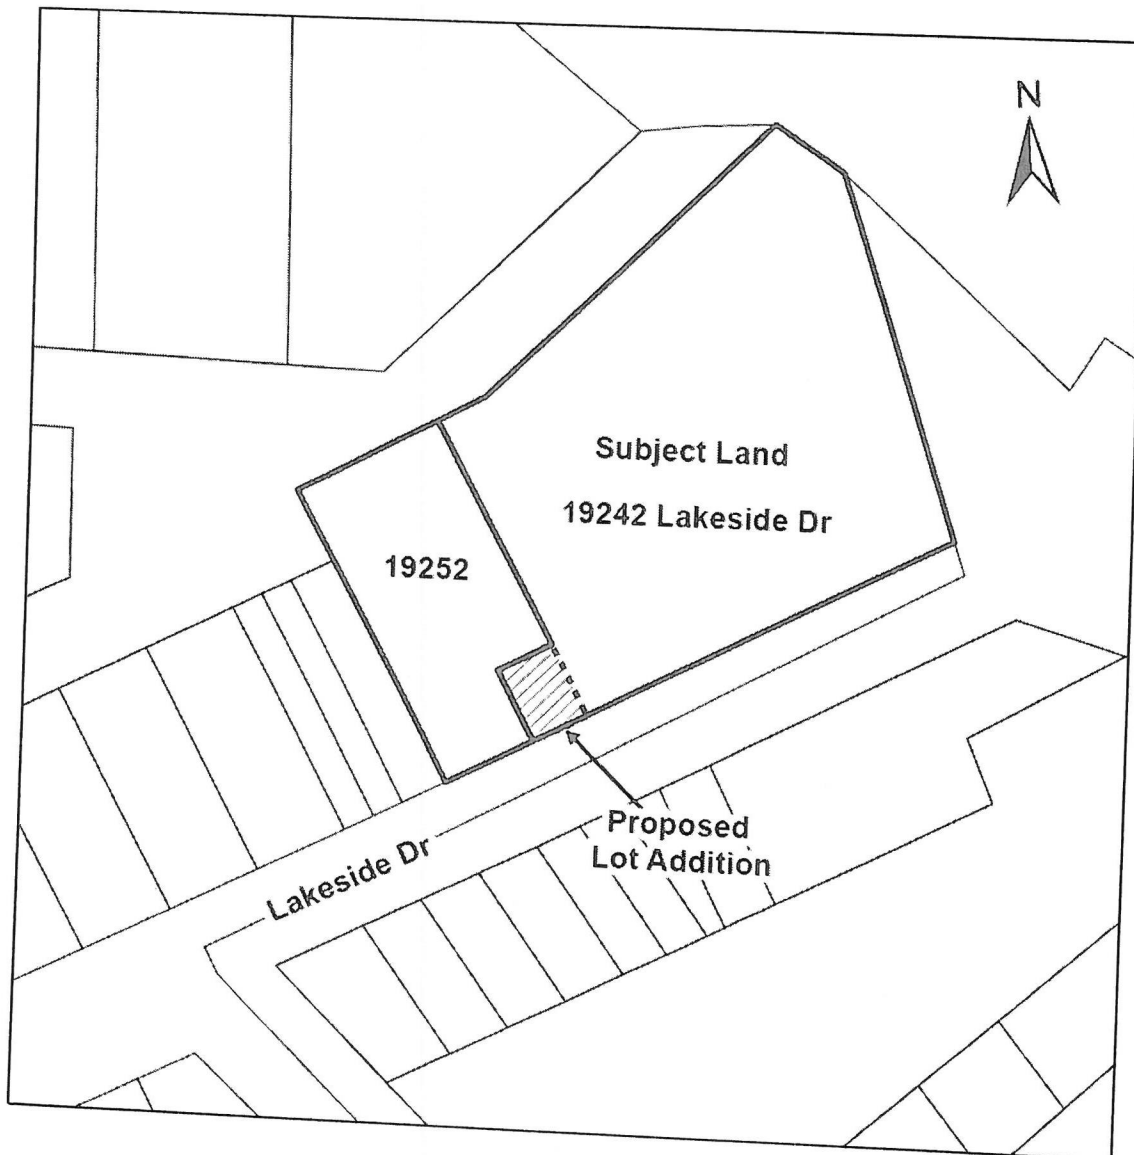 N
Subject Land
19242 Lakeside Dr
19252
Proposed
Lot Addition
Lakeside Dr